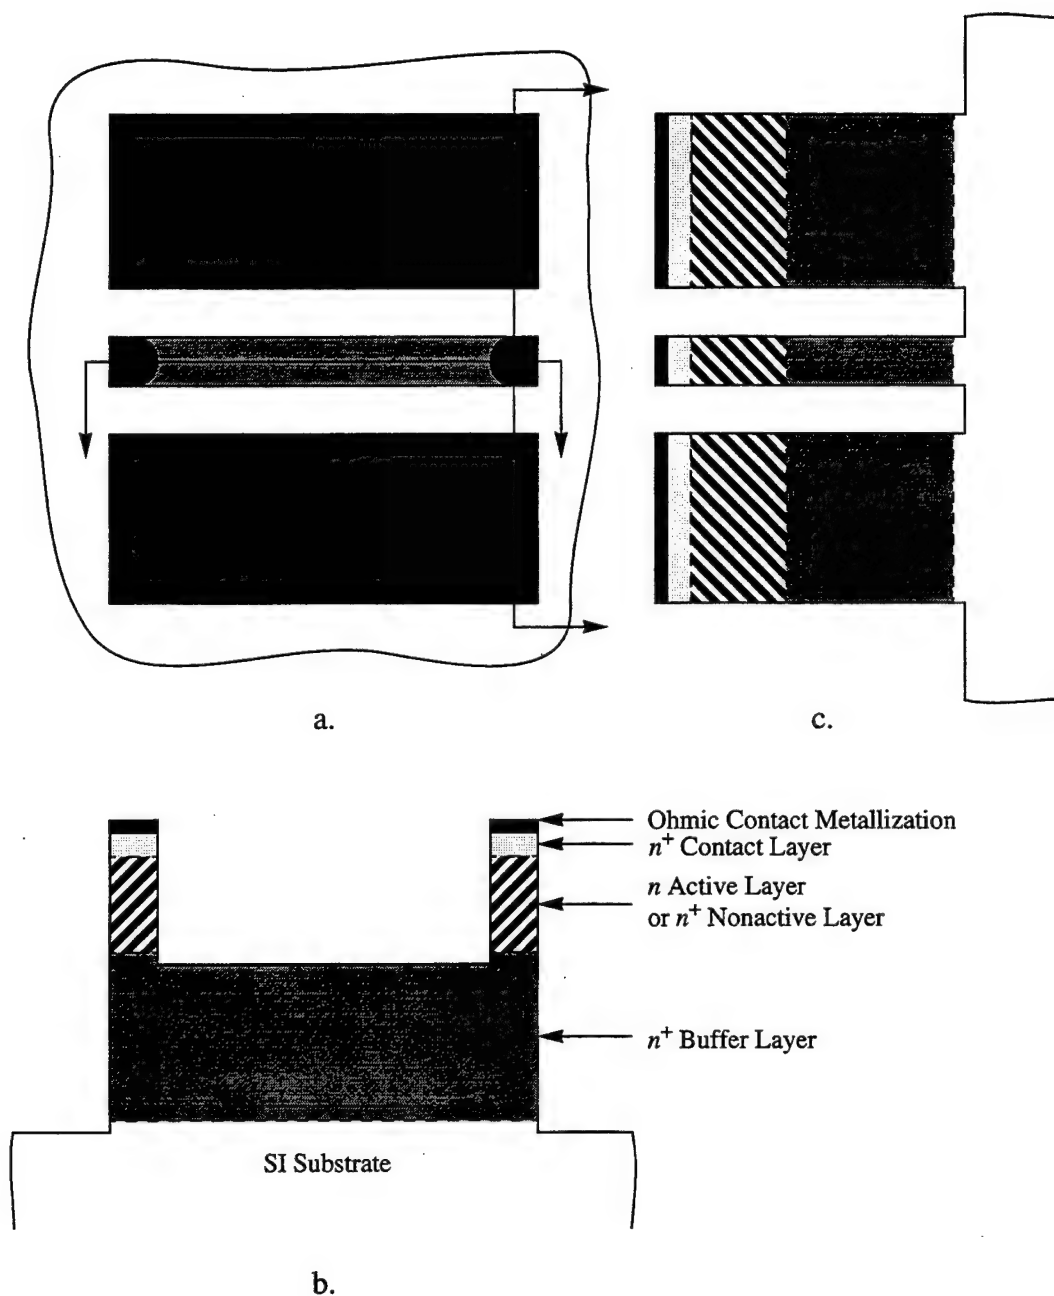 a.
c.
Ohmic Contact Metallization
n⁺ Contact Layer
n Active Layer
or n⁺ Nonactive Layer
n⁺ Buffer Layer
SI Substrate
b.